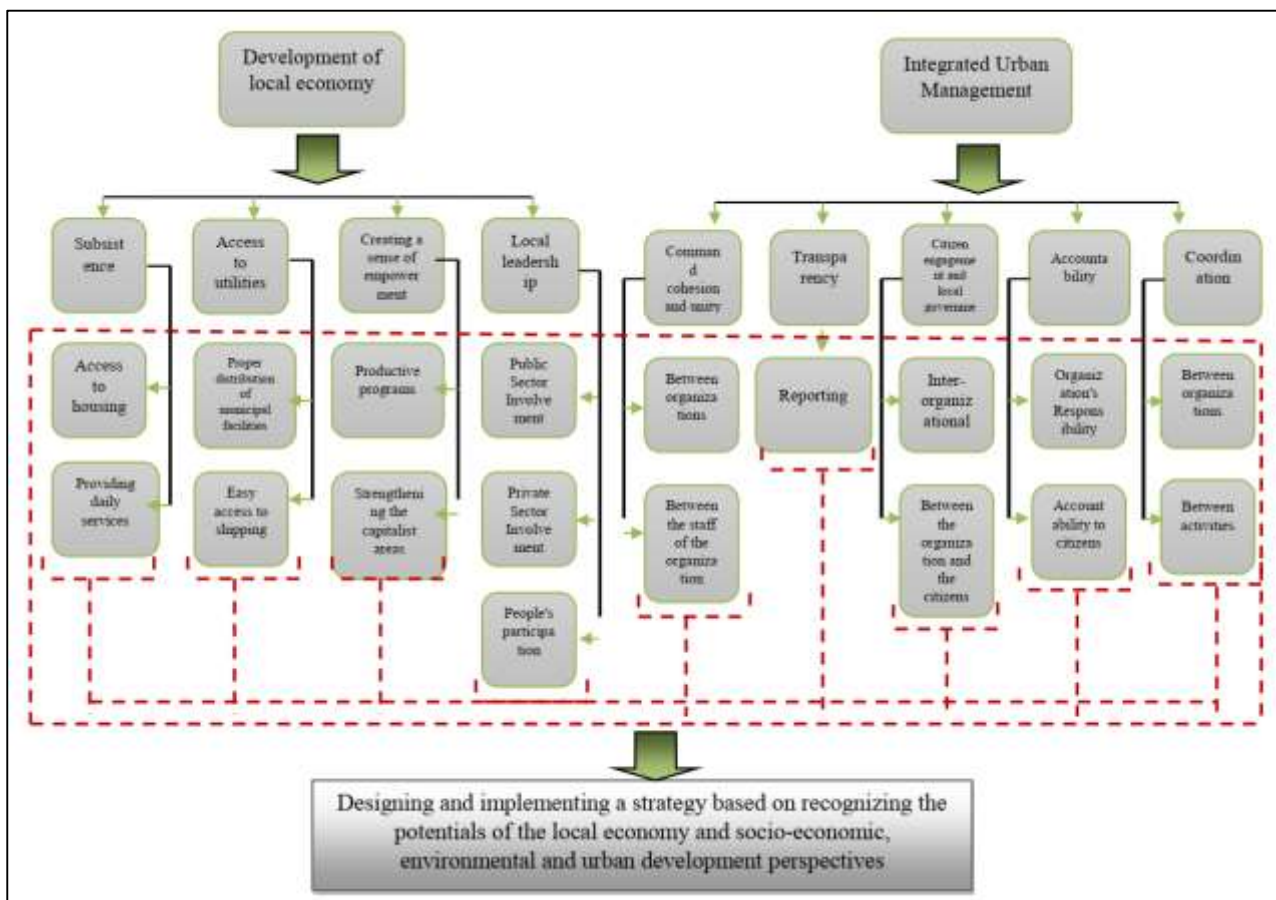 Development of
local economy
Integrated Urban
Management
Subsist
ence
Access
to
utilities
Creating a
sense of
empower
ment
Local
leadersh
ip
Comman
d
cohesion
and unity
Transpa
rency
Citizen
engageme
nt and
local
Accounta
bility
Coordin
ation
Access
to
housing
Proper
distribution
of
municipal
facilities
Productive
programs
Public
Sector
Involve
ment
Between
organiza
tions
Reporting
Inter-
organiz
ational
Organiz
ation's
Respons
ibility
Between
organiza
tions
Providing
daily
services
Easy
access to
shipping
Strengtheni
ng the
capitalist
areas
Private
Sector
Involve
ment
Between
the staff
of the
organiza
tion
Between
the
organiza
tion and
the
citizens
Account
ability to
citizens
Between
activities
People's
participa
tion
Designing and implementing a strategy based on recognizing the
potentials of the local economy and socio-economic,
environmental and urban development perspectives